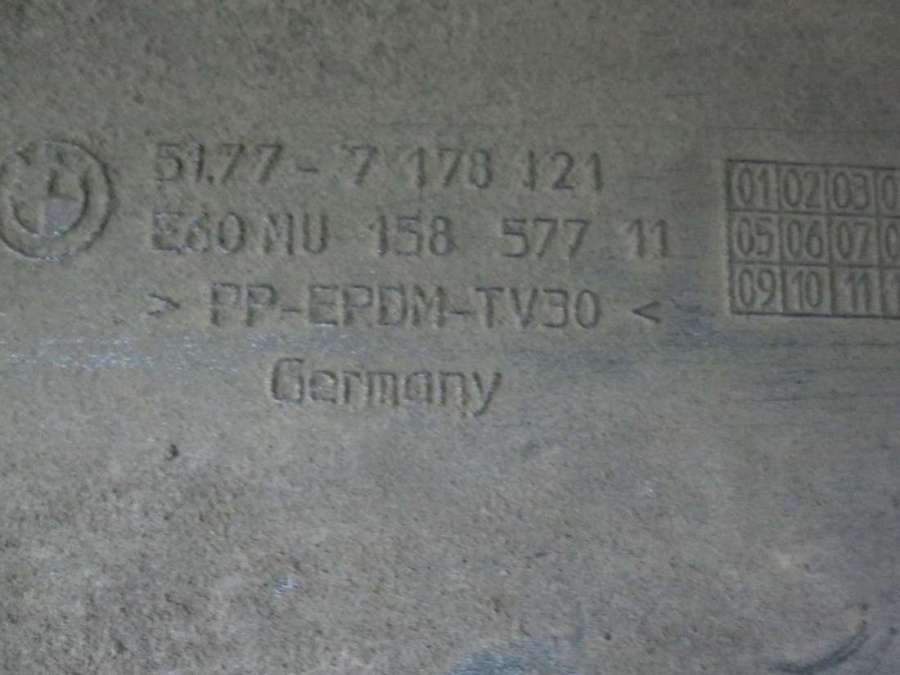 51.77-7 178 121
E60 MU 158 577 11
> PP-EPDM-TV30 <
Germany
01 02 03
05 06 07
09 10 11